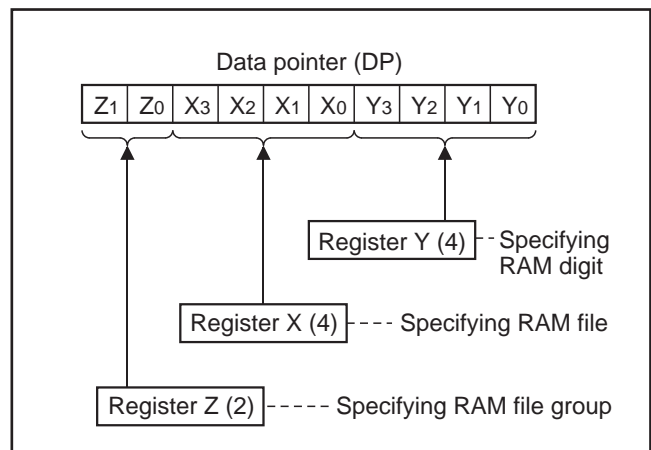 Data pointer (DP)
Z1 Z0 X3 X2 X1 X0 Y3 Y2 Y1 Y0
Register Y (4) Specifying
RAM digit
Register X (4) Specifying RAM file
Register Z (2) Specifying RAM file group